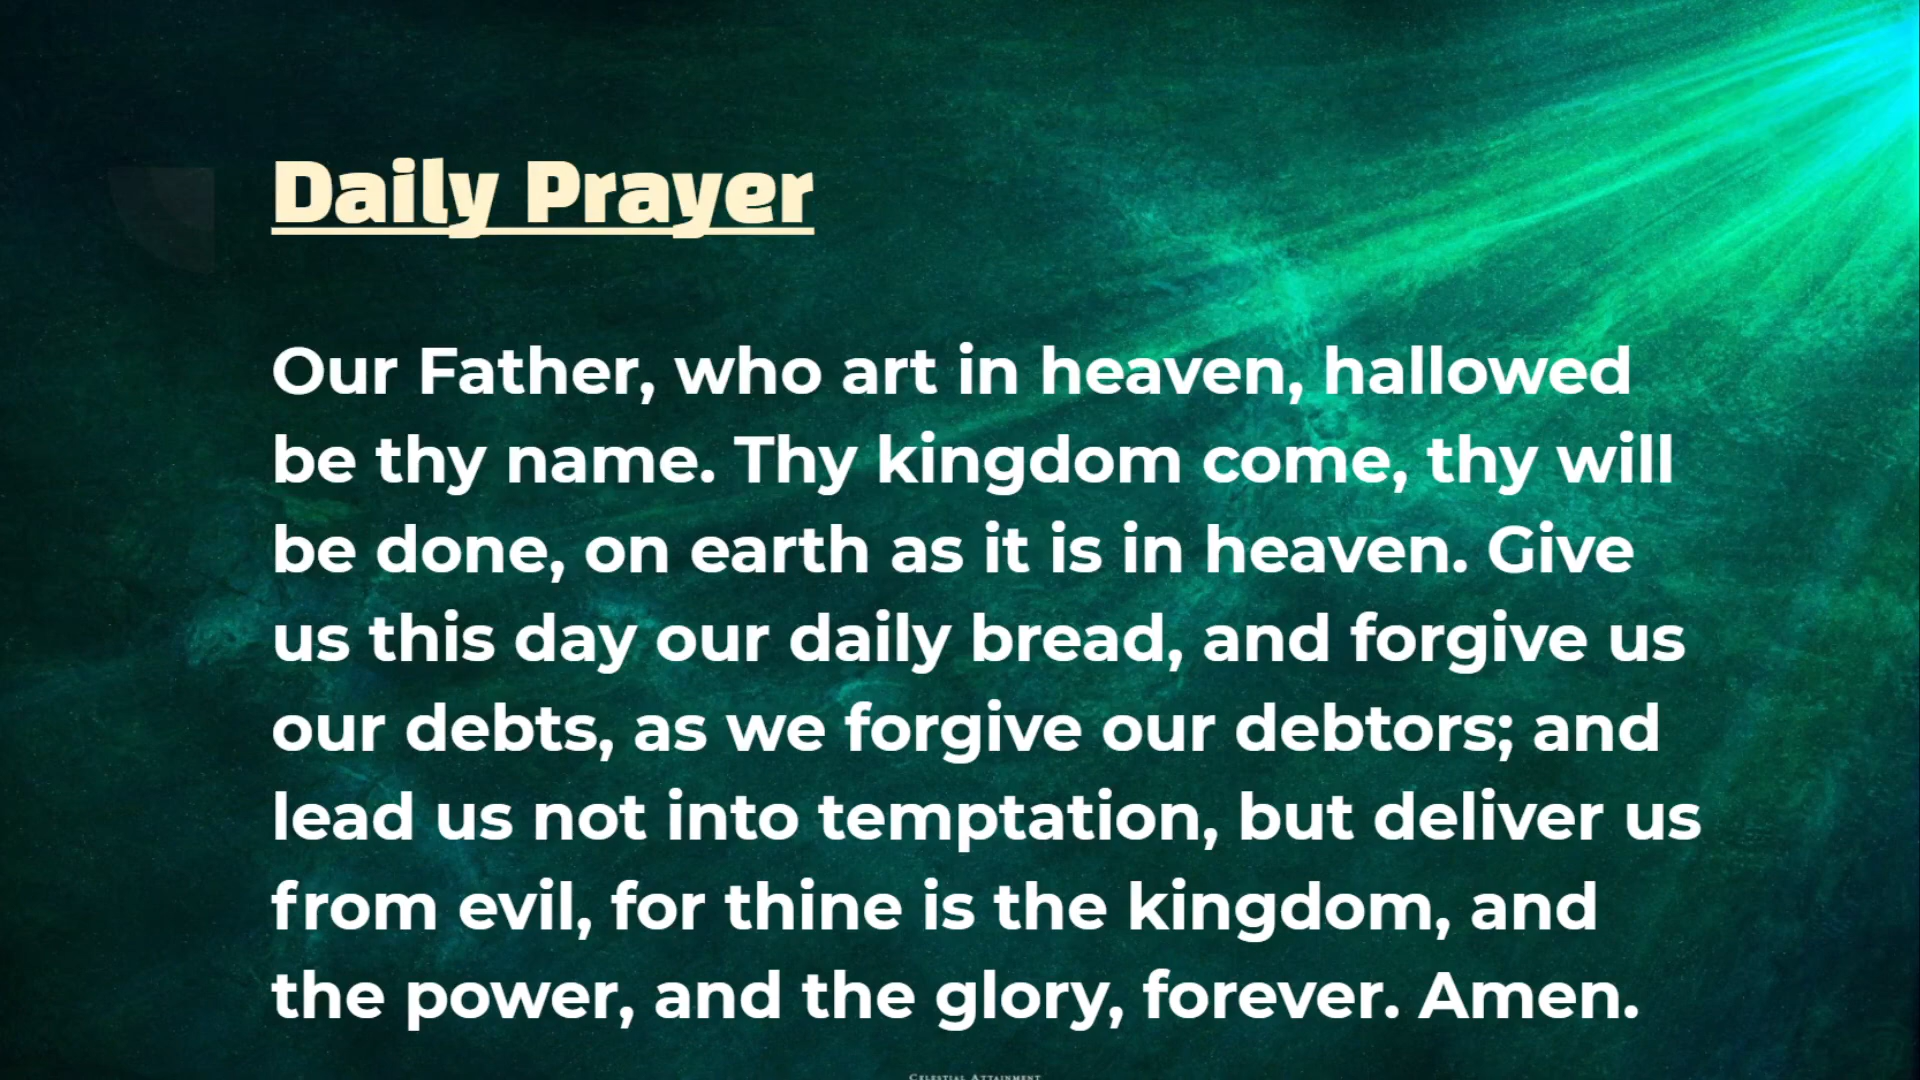 Daily Prayer
Our Father, who art in heaven, hallowed
be thy name. Thy kingdom come, thy will
be done, on earth as it is in heaven. Give
us this day our daily bread, and forgive us
our debts, as we forgive our debtors; and
lead us not into temptation, but deliver us
from evil, for thine is the kingdom, and
the power, and the glory, forever. Amen.
Celestial Attainment